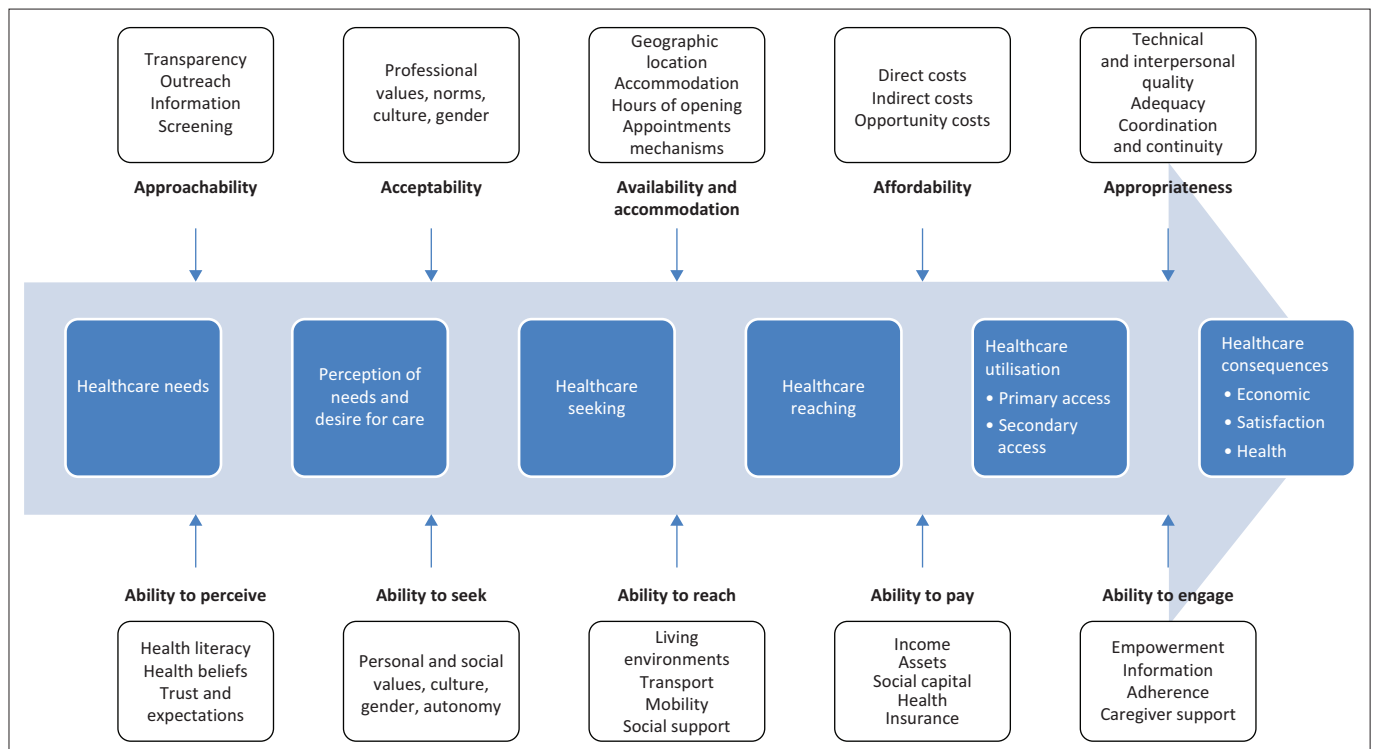 Transparency
Outreach
Information
Screening
Professional
values, norms,
culture, gender
Geographic
location
Accommodation
Hours of opening
Appointments
mechanisms
Direct costs
Indirect costs
Opportunity costs
Technical
and interpersonal
quality
Adequacy
Coordination
and continuity
Approachability
Acceptability
Availability and
accommodation
Affordability
Appropriateness
Healthcare needs
Perception of
needs and
desire for care
Healthcare
seeking
Healthcare
reaching
Healthcare
utilisation
• Primary access
• Secondary
access
Healthcare
consequences
• Economic
• Satisfaction
• Health
Ability to perceive
Ability to seek
Ability to reach
Ability to pay
Ability to engage
Health literacy
Health beliefs
Trust and
expectations
Personal and social
values, culture,
gender, autonomy
Living
environments
Transport
Mobility
Social support
Income
Assets
Social capital
Health
Insurance
Empowerment
Information
Adherence
Caregiver support